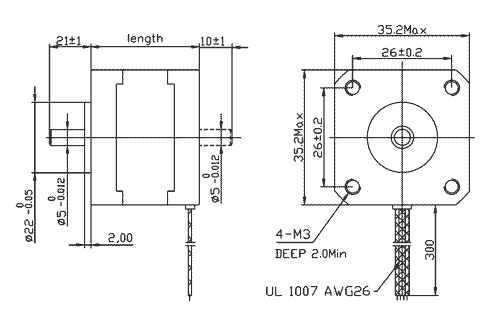 21±1
length
10±1
35.2Max
26±0.2
35.2Max
26±0.2
ø22 0 -0.05
ø5 0 -0.012
ø5 0 -0.012
2,00
4-M3
DEEP 2.0Min
300
UL 1007 AWG26